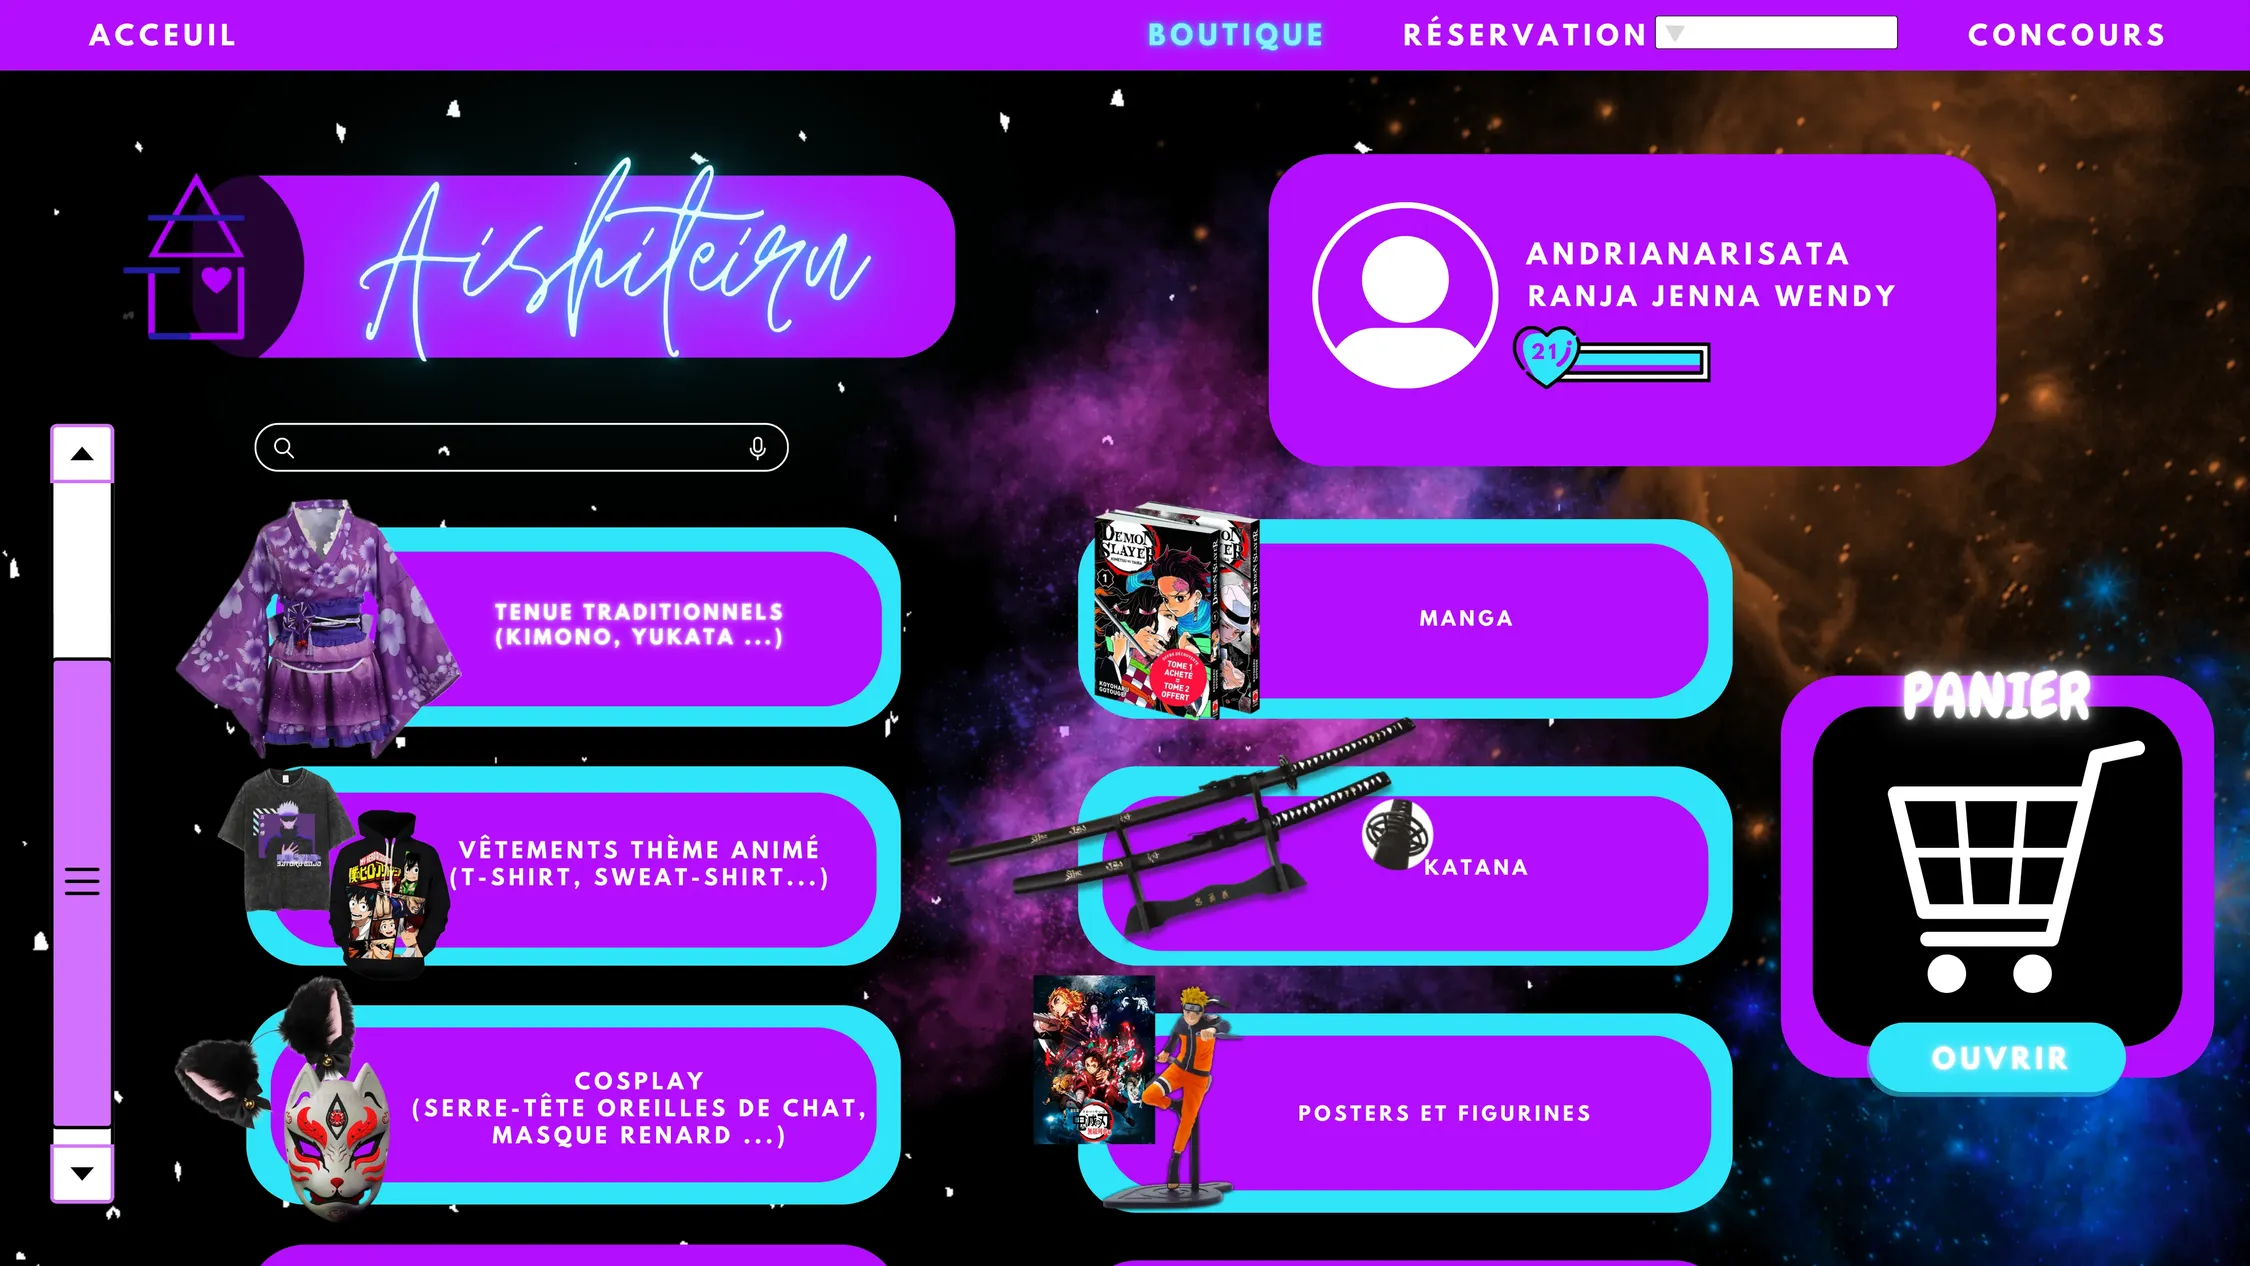 ACCEUIL
BOUTIQUE
RÉSERVATION
CONCOURS
Aishiteiru
ANDRIANARISATA
RANJA JENNA WENDY
21j
TENUE TRADITIONNELS
(KIMONO, YUKATA ...)
DEMON
SLAYER
1
TOME 1
ACHETÉ
=
TOME 2
OFFERT
KOYOHARU
GOTOUGE
MANGA
PANIER
VÊTEMENTS THÈME ANIMÉ
(T-SHIRT, SWEAT-SHIRT...)
KATANA
COSPLAY
(SERRE-TÊTE OREILLES DE CHAT,
MASQUE RENARD ...)
POSTERS ET FIGURINES
OUVRIR